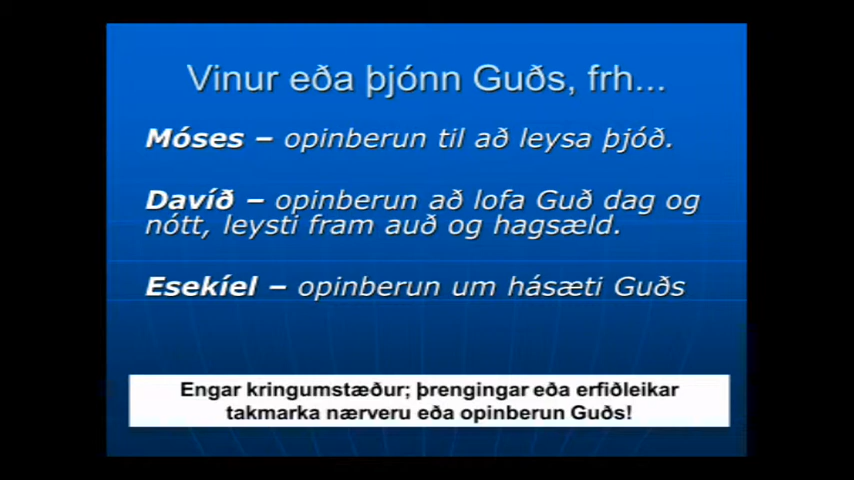 Vinur eða þjónn Guðs, frh...
Móses – opinberun til að leysa þjóð.
Davíð – opinberun að lofa Guð dag og
nótt, leysti fram auð og hagsæld.
Esekíel – opinberun um hásæti Guðs
Engar kringumstæður; þrengingar eða erfiðleikar
takmarka nærveru eða opinberun Guðs!